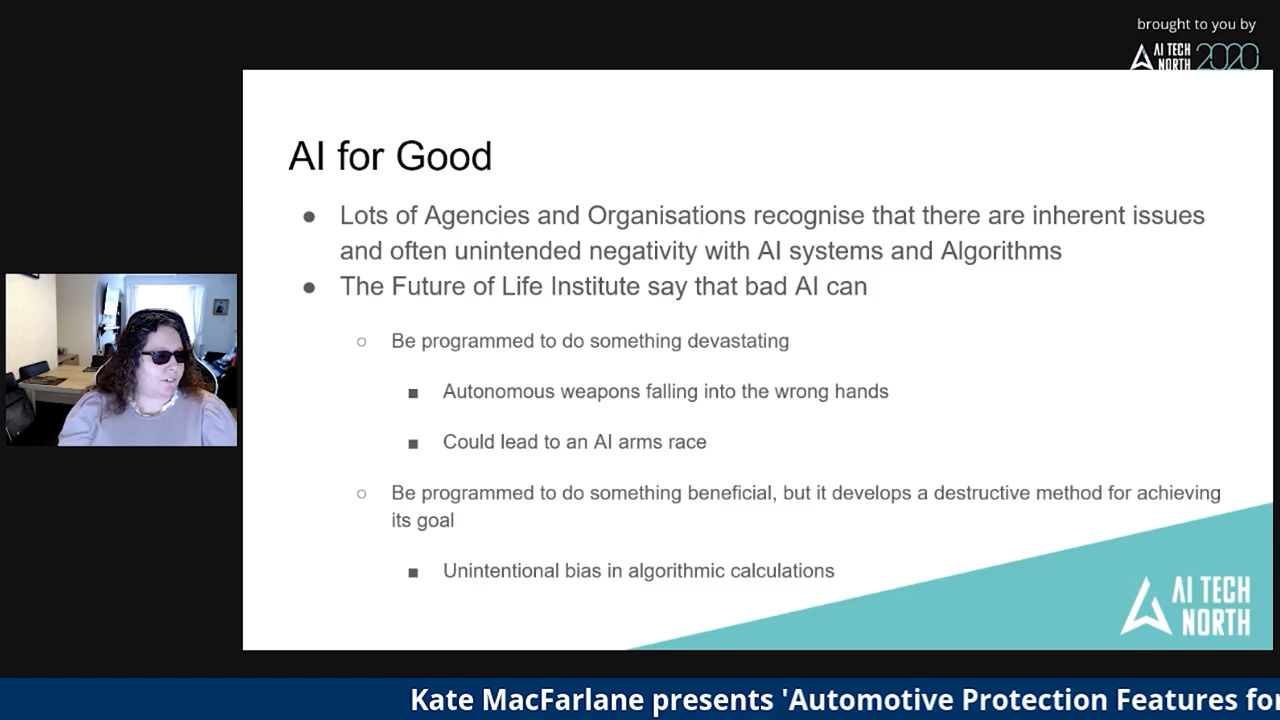 brought to you by
AI TECH
NORTH 2020
AI for Good
● Lots of Agencies and Organisations recognise that there are inherent issues
and often unintended negativity with AI systems and Algorithms
● The Future of Life Institute say that bad AI can
○ Be programmed to do something devastating
■ Autonomous weapons falling into the wrong hands
■ Could lead to an AI arms race
○ Be programmed to do something beneficial, but it develops a destructive method for achieving
its goal
■ Unintentional bias in algorithmic calculations
AI TECH
NORTH
Kate MacFarlane presents 'Automotive Protection Features fo